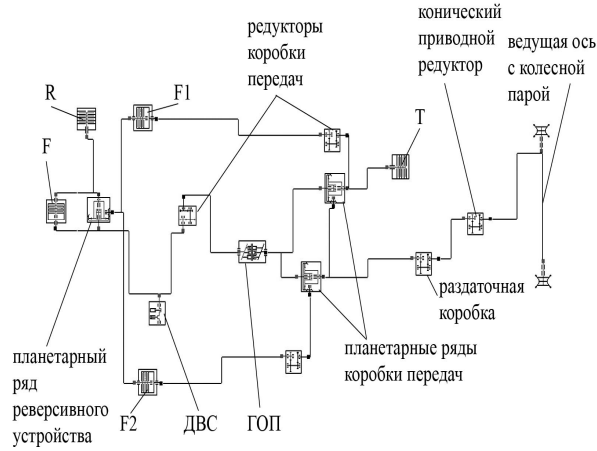 редукторы
коробки
передач
конический
приводной
редуктор
ведущая ось
с колесной
парой
R
F1
F
T
раздаточная
коробка
планетарный
ряд
реверсивного
устройства
планетарные ряды
коробки передач
F2
ДВС
ГОП